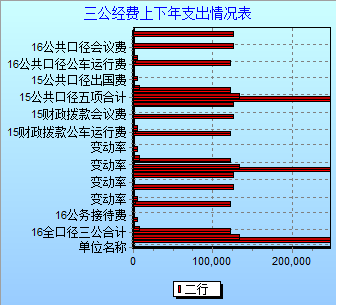 三公经费上下年支出情况表
16公共口径会议费
16公共口径公车运行费
15公共口径出国费
15公共口径五项合计
15财政拨款会议费
15财政拨款公车运行费
变动率
变动率
变动率
变动率
16公务接待费
16全口径三公合计
单位名称
0
100,000
200,000
二行